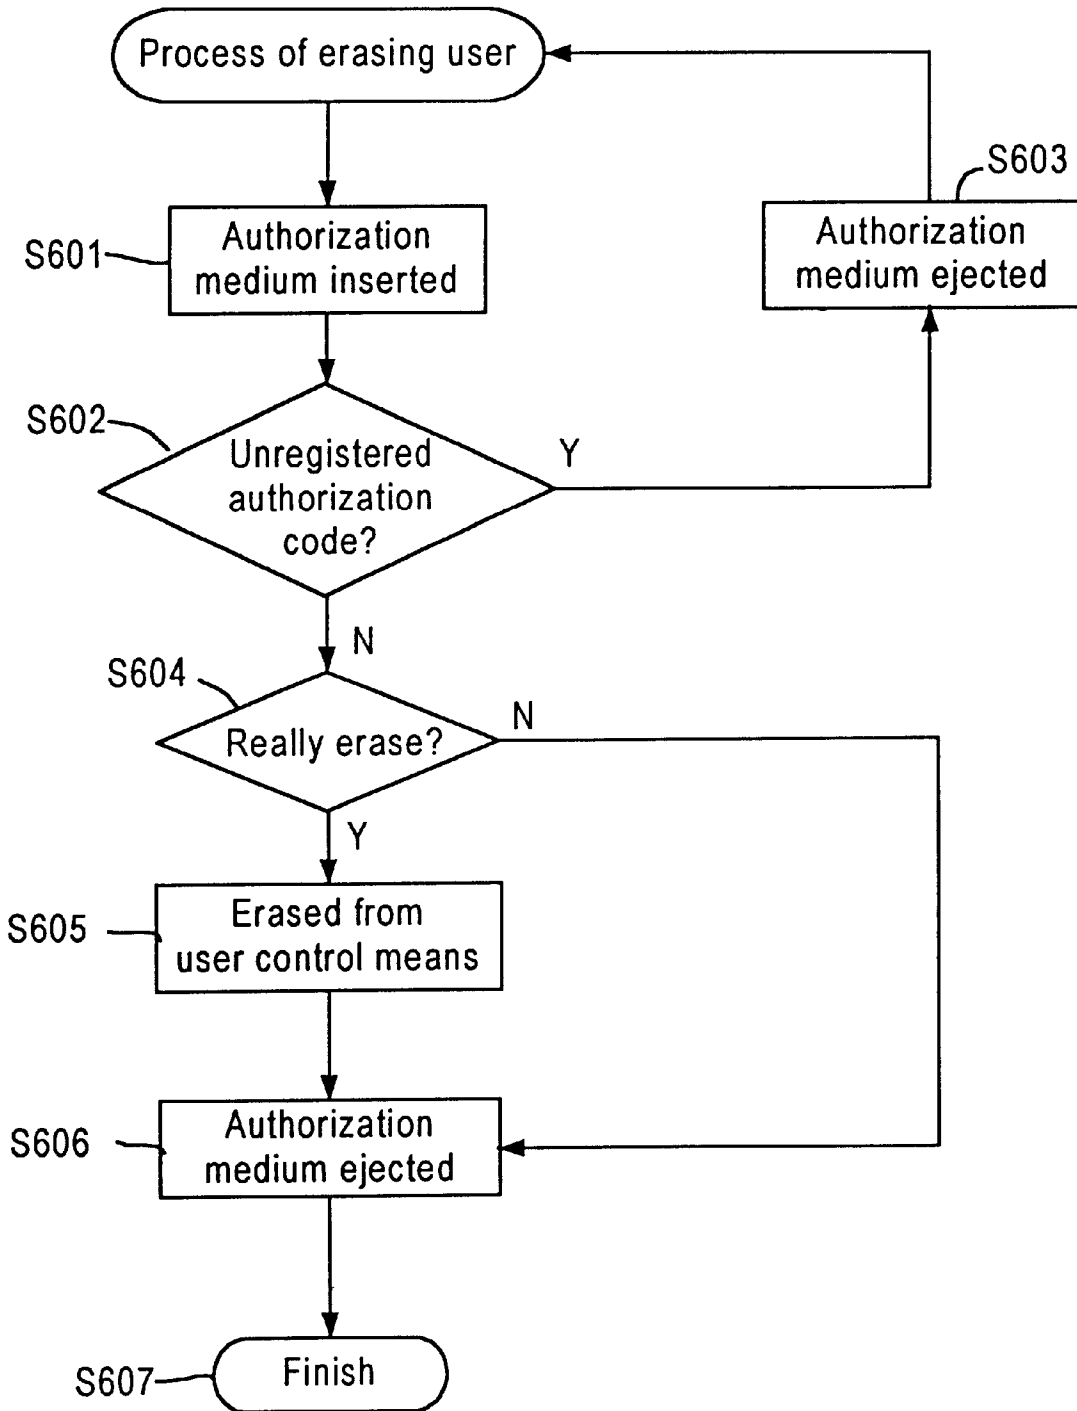 Process of erasing user
S603
Authorization
medium ejected
S601
Authorization
medium inserted
S602
Unregistered
authorization
code?
Y
N
S604
Really erase?
N
Y
S605
Erased from
user control means
S606
Authorization
medium ejected
S607
Finish